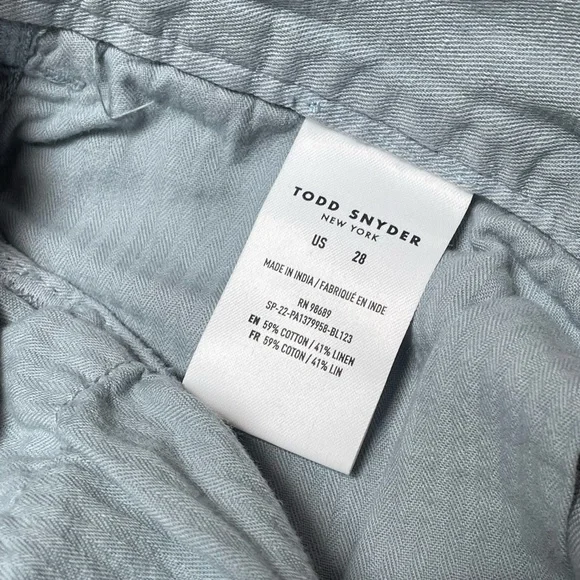 TODD SNYDER
NEW YORK
US 28
MADE IN INDIA / FABRIQUÉ EN INDE
RN 98689
SP-22-PA1379958-BL123
EN 59% COTTON / 41% LINEN
FR 59% COTON / 41% LIN